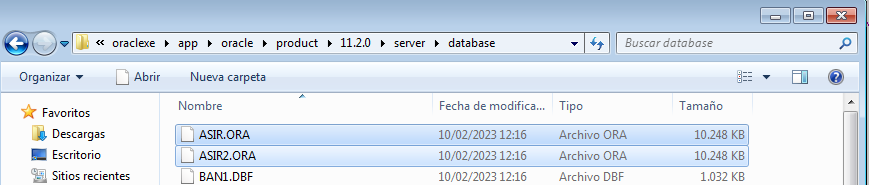 « oraclexe ▸ app ▸ oracle ▸ product ▸ 11.2.0 ▸ server ▸ database
Buscar database
Organizar
Abrir
Nueva carpeta
Favoritos
Descargas
Escritorio
Sitios recientes
Nombre Fecha de modifica... Tipo Tamaño
ASIR.ORA 10/02/2023 12:16 Archivo ORA 10.248 KB
ASIR2.ORA 10/02/2023 12:16 Archivo ORA 10.248 KB
BAN1.DBF 10/02/2023 12:16 Archivo DBF 1.032 KB